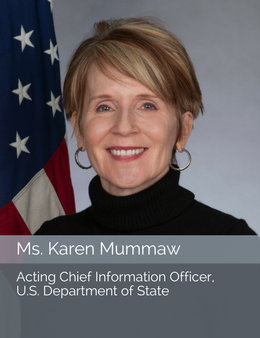 Ms. Karen Mummaw
Acting Chief Information Officer,
U.S. Department of State